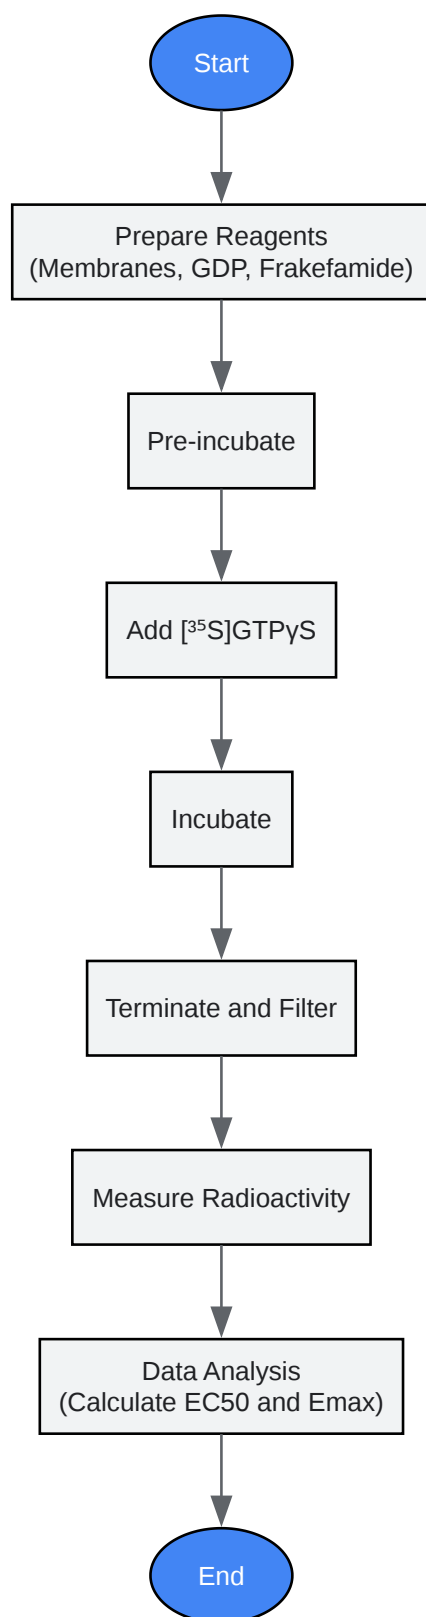 Start
Prepare Reagents
(Membranes, GDP, Frakefamide)
Pre-incubate
Add [³⁵S]GTPγS
Incubate
Terminate and Filter
Measure Radioactivity
Data Analysis
(Calculate EC50 and Emax)
End